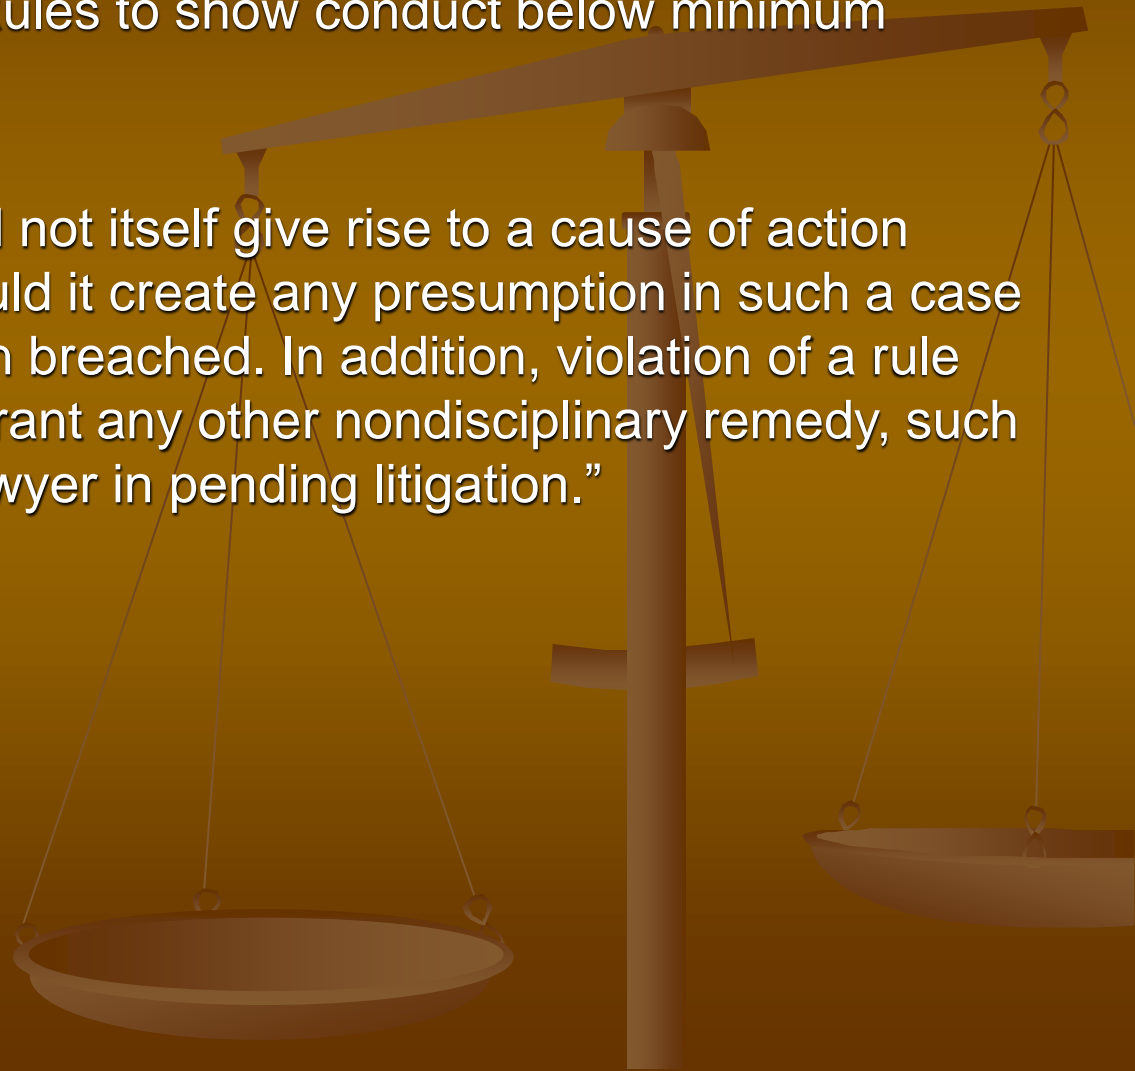 ules to show conduct below minimum
not itself give rise to a cause of action
uld it create any presumption in such a case
n breached. In addition, violation of a rule
rant any other nondisciplinary remedy, such
wyer in pending litigation.”